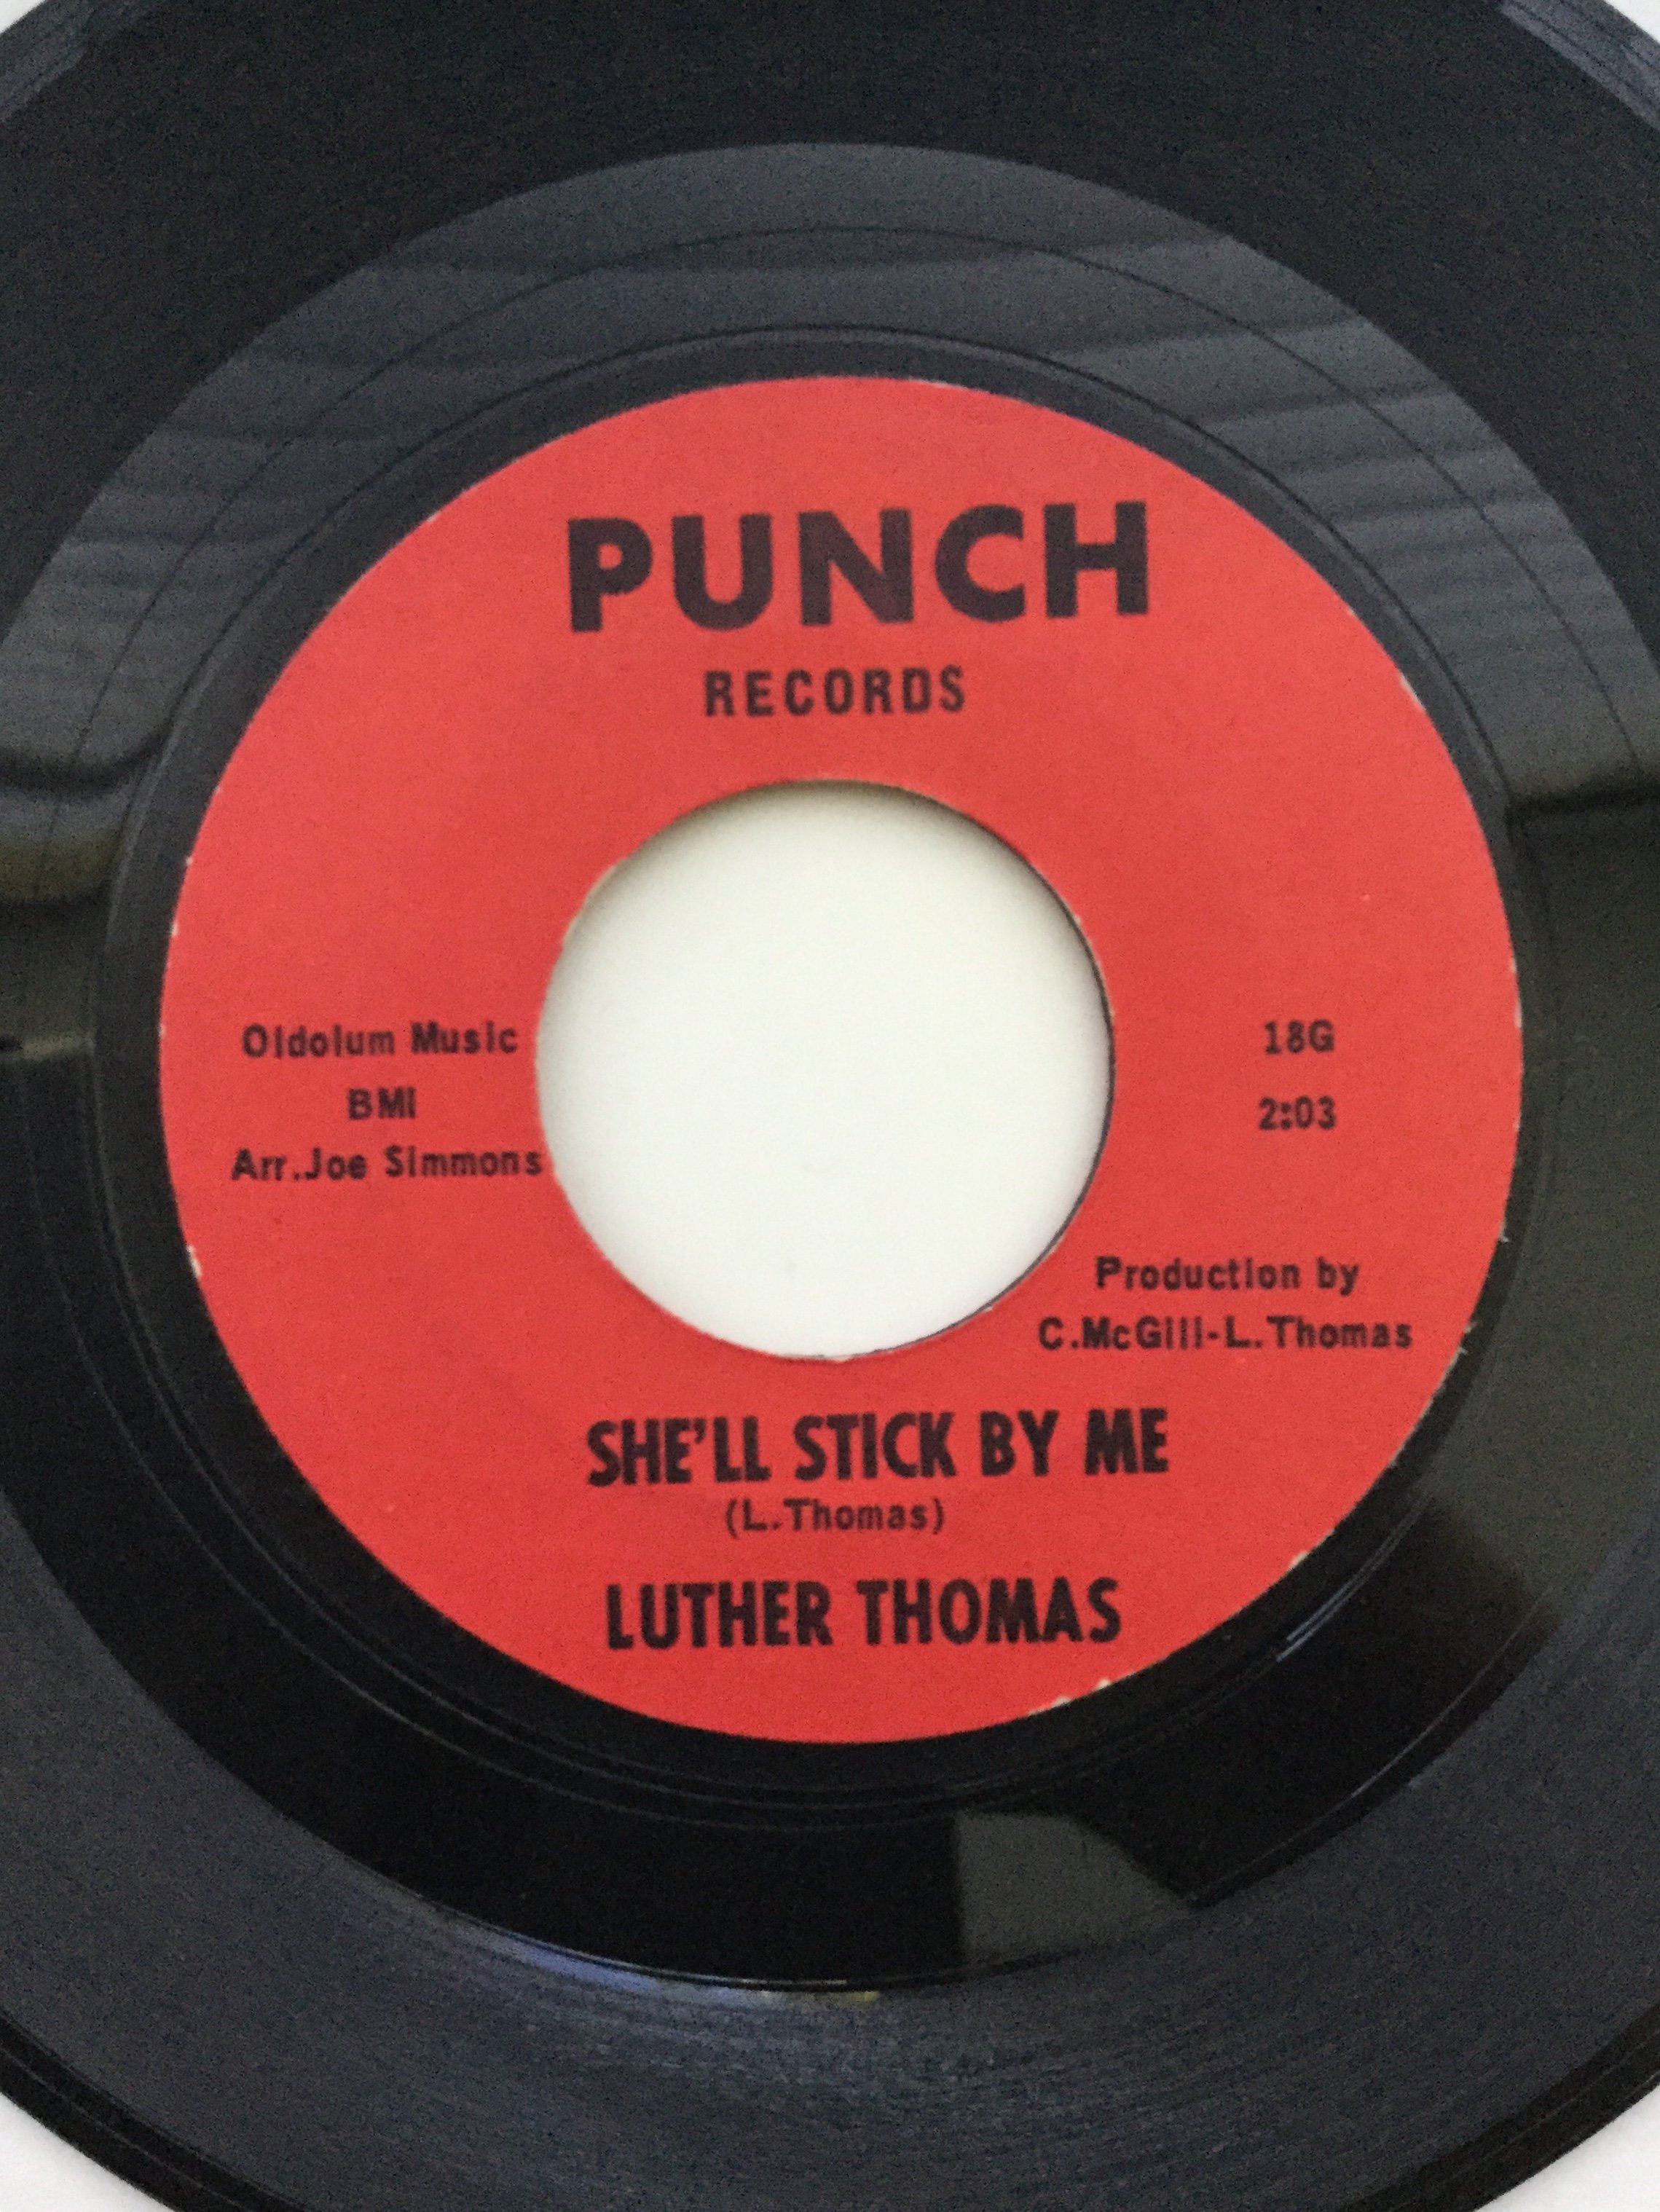 PUNCH
RECORDS
Oldolum Music
BMI
Arr.Joe Simmons
18G
2:03
Production by
C.McGill-L.Thomas
SHE'LL STICK BY ME
(L.Thomas)
LUTHER THOMAS